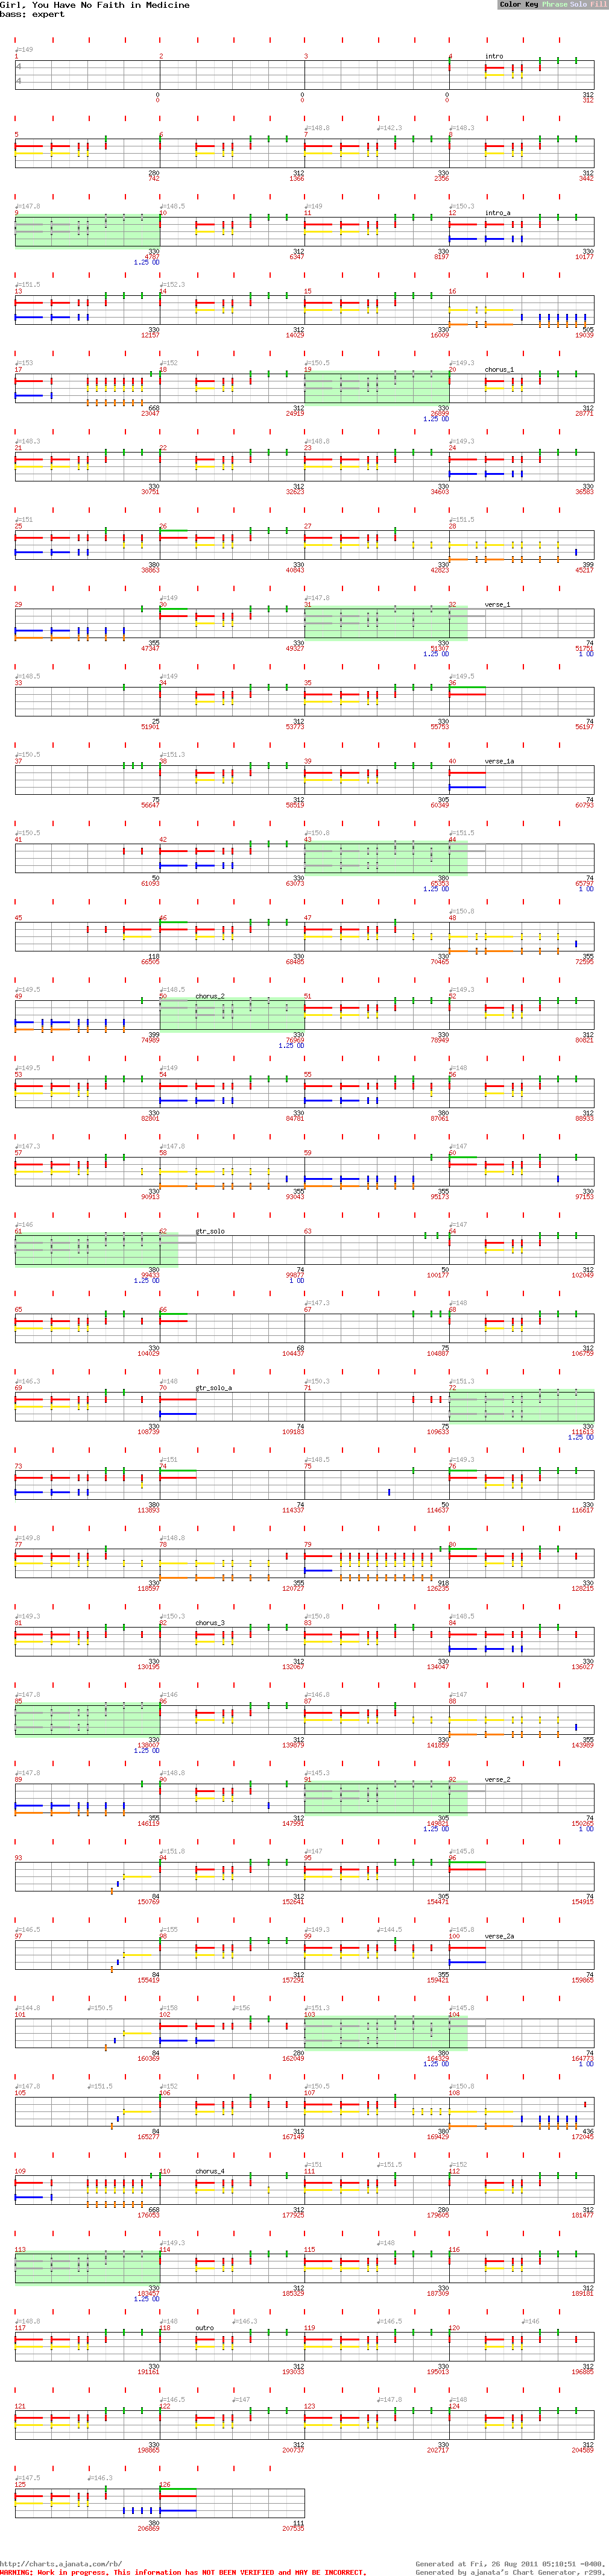 Girl, You Have No Faith in Medicine
Color Key Phrase Solo Fill
bass: expert
♩=149
1 2 3 4 intro
4
4
0 0 0 312
0 0 0 312
♩=148.8 ♩=142.3 ♩=148.3
5 6 7 8
280 312 330 312
742 1366 2356 3442
♩=147.8 ♩=148.5 ♩=149 ♩=150.3
9 10 11 12 intro_a
330 312 330 330
4787 6347 8197 10177
1.25 OD
♩=151.5 ♩=152.3
13 14 15 16
330 312 330 505
12157 14029 16009 19039
♩=153 ♩=152 ♩=150.5 ♩=149.3
17 18 19 20 chorus_1
668 312 330 312
23047 24919 26899 28771
1.25 OD
♩=148.3 ♩=148.8 ♩=149.3
21 22 23 24
330 312 330 330
30751 32623 34603 36583
♩=151 ♩=151.5
25 26 27 28
380 330 330 399
38863 40843 42823 45217
♩=149 ♩=147.8
29 30 31 32 verse_1
355 330 330 74
47347 49327 51307 51751
1.25 OD 1 OD
♩=148.5 ♩=149 ♩=149.5
33 34 35 36
25 312 330 74
51901 53773 55753 56197
♩=150.5 ♩=151.3
37 38 39 40 verse_1a
75 312 305 74
56647 58519 60349 60793
♩=150.5 ♩=150.8 ♩=151.5
41 42 43 44
50 330 380 74
61093 63073 65353 65797
1.25 OD 1 OD
♩=150.8
45 46 47 48
118 330 330 355
66505 68485 70465 72595
♩=149.5 ♩=148.5 ♩=149.3
49 50 chorus_2 51 52
399 330 330 312
74989 76969 78949 80821
1.25 OD
♩=149.5 ♩=149 ♩=148
53 54 55 56
330 330 380 312
82801 84781 87061 88933
♩=147.3 ♩=147.8 ♩=147
57 58 59 60
330 355 355 330
90913 93043 95173 97153
♩=146 ♩=147
61 62 gtr_solo 63 64
380 74 50 312
99433 99877 100177 102049
1.25 OD 1 OD
♩=147.3 ♩=148
65 66 67 68
330 68 75 312
104029 104437 104887 106759
♩=146.3 ♩=148 ♩=150.3 ♩=151.3
69 70 gtr_solo_a 71 72
330 74 75 330
108739 109183 109633 111613
1.25 OD
♩=151 ♩=148.5 ♩=149.3
73 74 75 76
380 74 50 330
113893 114337 114637 116617
♩=149.8 ♩=148.8
77 78 79 80
330 355 918 330
118597 120727 126235 128215
♩=149.3 ♩=150.3 ♩=150.8 ♩=148.5
81 82 chorus_3 83 84
330 312 330 330
130195 132067 134047 136027
♩=147.8 ♩=146 ♩=146.8 ♩=147
85 86 87 88
330 312 330 355
138007 139879 141859 143989
1.25 OD
♩=147.8 ♩=148.8 ♩=145.3
89 90 91 92 verse_2
355 312 305 74
146119 147991 149821 150265
1.25 OD 1 OD
♩=151.8 ♩=147 ♩=145.8
93 94 95 96
84 312 305 74
150769 152641 154471 154915
♩=146.5 ♩=155 ♩=149.3 ♩=144.5 ♩=145.8
97 98 99 100 verse_2a
84 312 355 74
155419 157291 159421 159865
♩=144.8 ♩=150.5 ♩=158 ♩=156 ♩=151.3 ♩=145.8
101 102 103 104
84 280 380 74
160369 162049 164329 164773
1.25 OD 1 OD
♩=147.8 ♩=151.5 ♩=152 ♩=150.5 ♩=150.8
105 106 107 108
84 312 380 436
165277 167149 169429 172045
♩=151 ♩=151.5 ♩=152
109 110 chorus_4 111 112
668 312 280 312
176053 177925 179605 181477
♩=149.3 ♩=148
113 114 115 116
330 312 330 312
183457 185329 187309 189181
1.25 OD
♩=148.8 ♩=148 ♩=146.3 ♩=146.5 ♩=146
117 118 outro 119 120
330 312 330 312
191161 193033 195013 196885
♩=146.5 ♩=147 ♩=147.8 ♩=148
121 122 123 124
330 312 330 312
198865 200737 202717 204589
♩=147.5 ♩=146.3
125 126
380 111
206869 207535
http://charts.ajanata.com/rb/
Generated at Fri, 26 Aug 2011 05:10:51 -0400.
WARNING: Work in progress. This information has NOT BEEN VERIFIED and MAY BE INCORRECT.
Generated by ajanata's Chart Generator, r299.